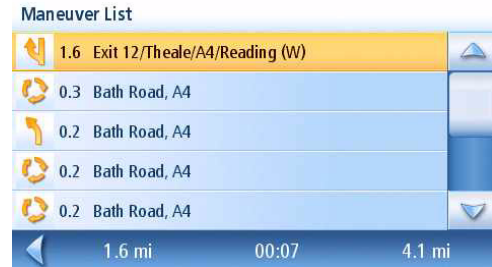 Maneuver List
1.6 Exit 12/Theale/A4/Reading (W)
0.3 Bath Road, A4
0.2 Bath Road, A4
0.2 Bath Road, A4
0.2 Bath Road, A4
1.6 mi 00:07 4.1 mi